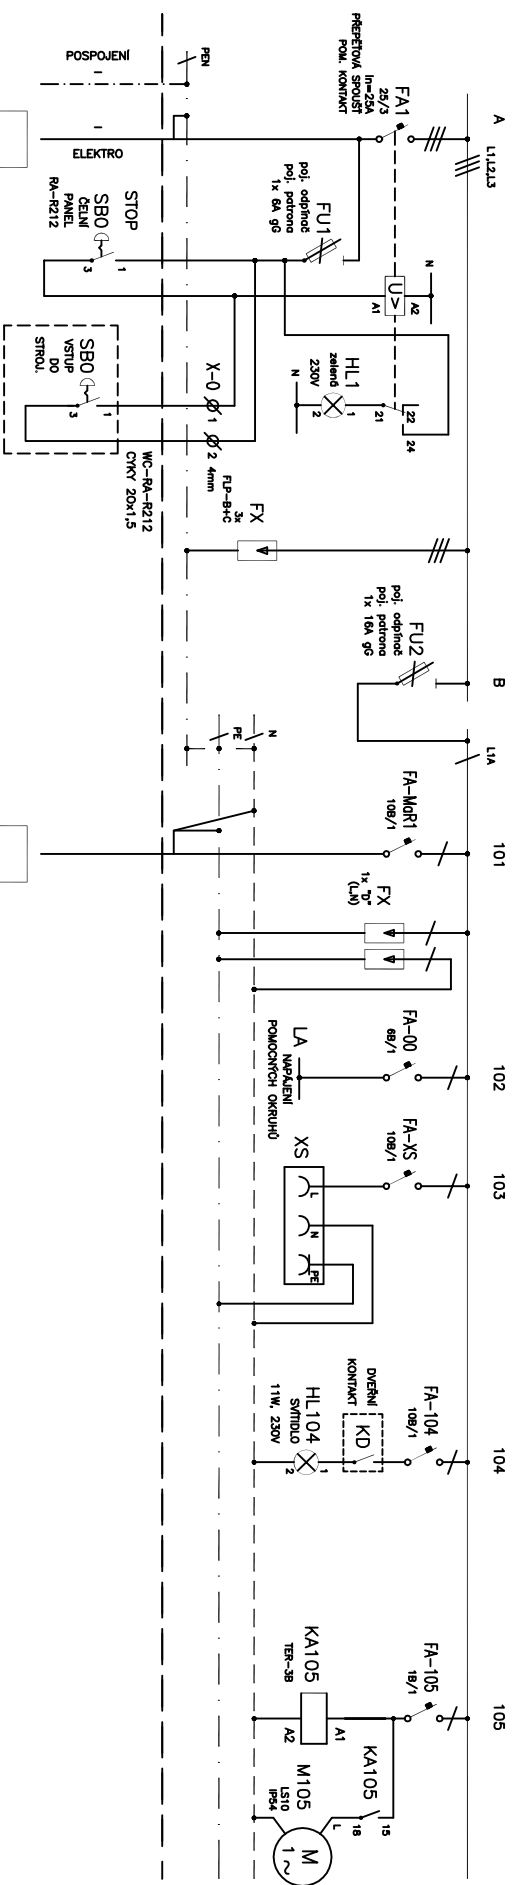 A
L1,L2,L3
FA1
25/3
In=25A
PŘEPĚŤOVÁ SPOUŠŤ
POM. KONTAKT
PEN
POSPOJENÍ
–
–
ELEKTRO
FU1
poj. odpínač
poj. patrona
1x 6A gG
STOP
SB0
ČELNÍ
PANEL
RA-R212
1
3
N
A2
U>
A1
HL1
zelená
230V
N
1
2
21
22
24
SB0
VSTUP
DO
STROJ.
1
3
X-0
1
2
4mm
WC-RA-R212
CYKY 20x1,5
FX
3x
FLP-B+C
B
FU2
poj. odpínač
poj. patrona
1x 16A gG
L1A
N
PE
101
FA-MaR1
10B/1
FX
1x "D"
(L,N)
102
FA-00
6B/1
LA
NAPÁJENÍ
POMOCNÝCH OKRUHŮ
103
FA-XS
10B/1
XS
L
N
PE
104
FA-104
10B/1
DVEŘNÍ
KONTAKT
KD
HL104
SVÍTIDLO
11W, 230V
1
2
105
FA-105
1B/1
KA105
TER-3B
A1
A2
KA105
15
18
M105
LS10
IP54
L
M
1~